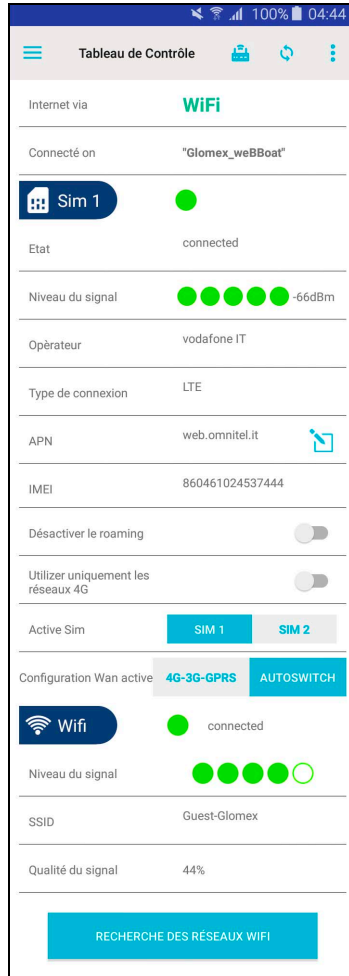 100% 04:44
Tableau de Contrôle
Internet via WiFi
Connecté on "Glomex_weBBoat"
Sim 1
Etat connected
Niveau du signal -66dBm
Opèrateur vodafone IT
Type de connexion LTE
APN web.omnitel.it
IMEI 860461024537444
Désactiver le roaming
Utilizer uniquement les
réseaux 4G
Active Sim SIM 1 SIM 2
Configuration Wan active 4G-3G-GPRS AUTOSWITCH
Wifi connected
Niveau du signal
SSID Guest-Glomex
Qualité du signal 44%
RECHERCHE DES RÉSEAUX WIFI